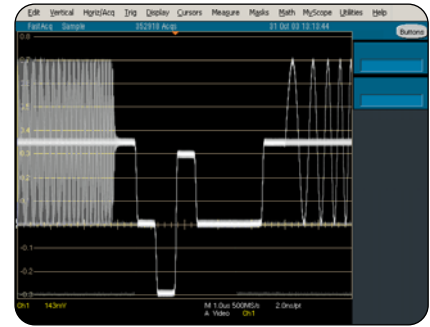 Edit Vertical Horiz/Acq Trig Display Cursors Measure Masks Math MyScope Utilities Help
FastAcq Sample 352918 Acqs 31 Oct 03 13:13:44
Buttons
0.8
0.4
0.3
-0.1
-0.2
-0.3
Ch1 143mV M 1.0us 500MS/s 2.0ns/pt
A Video Ch1